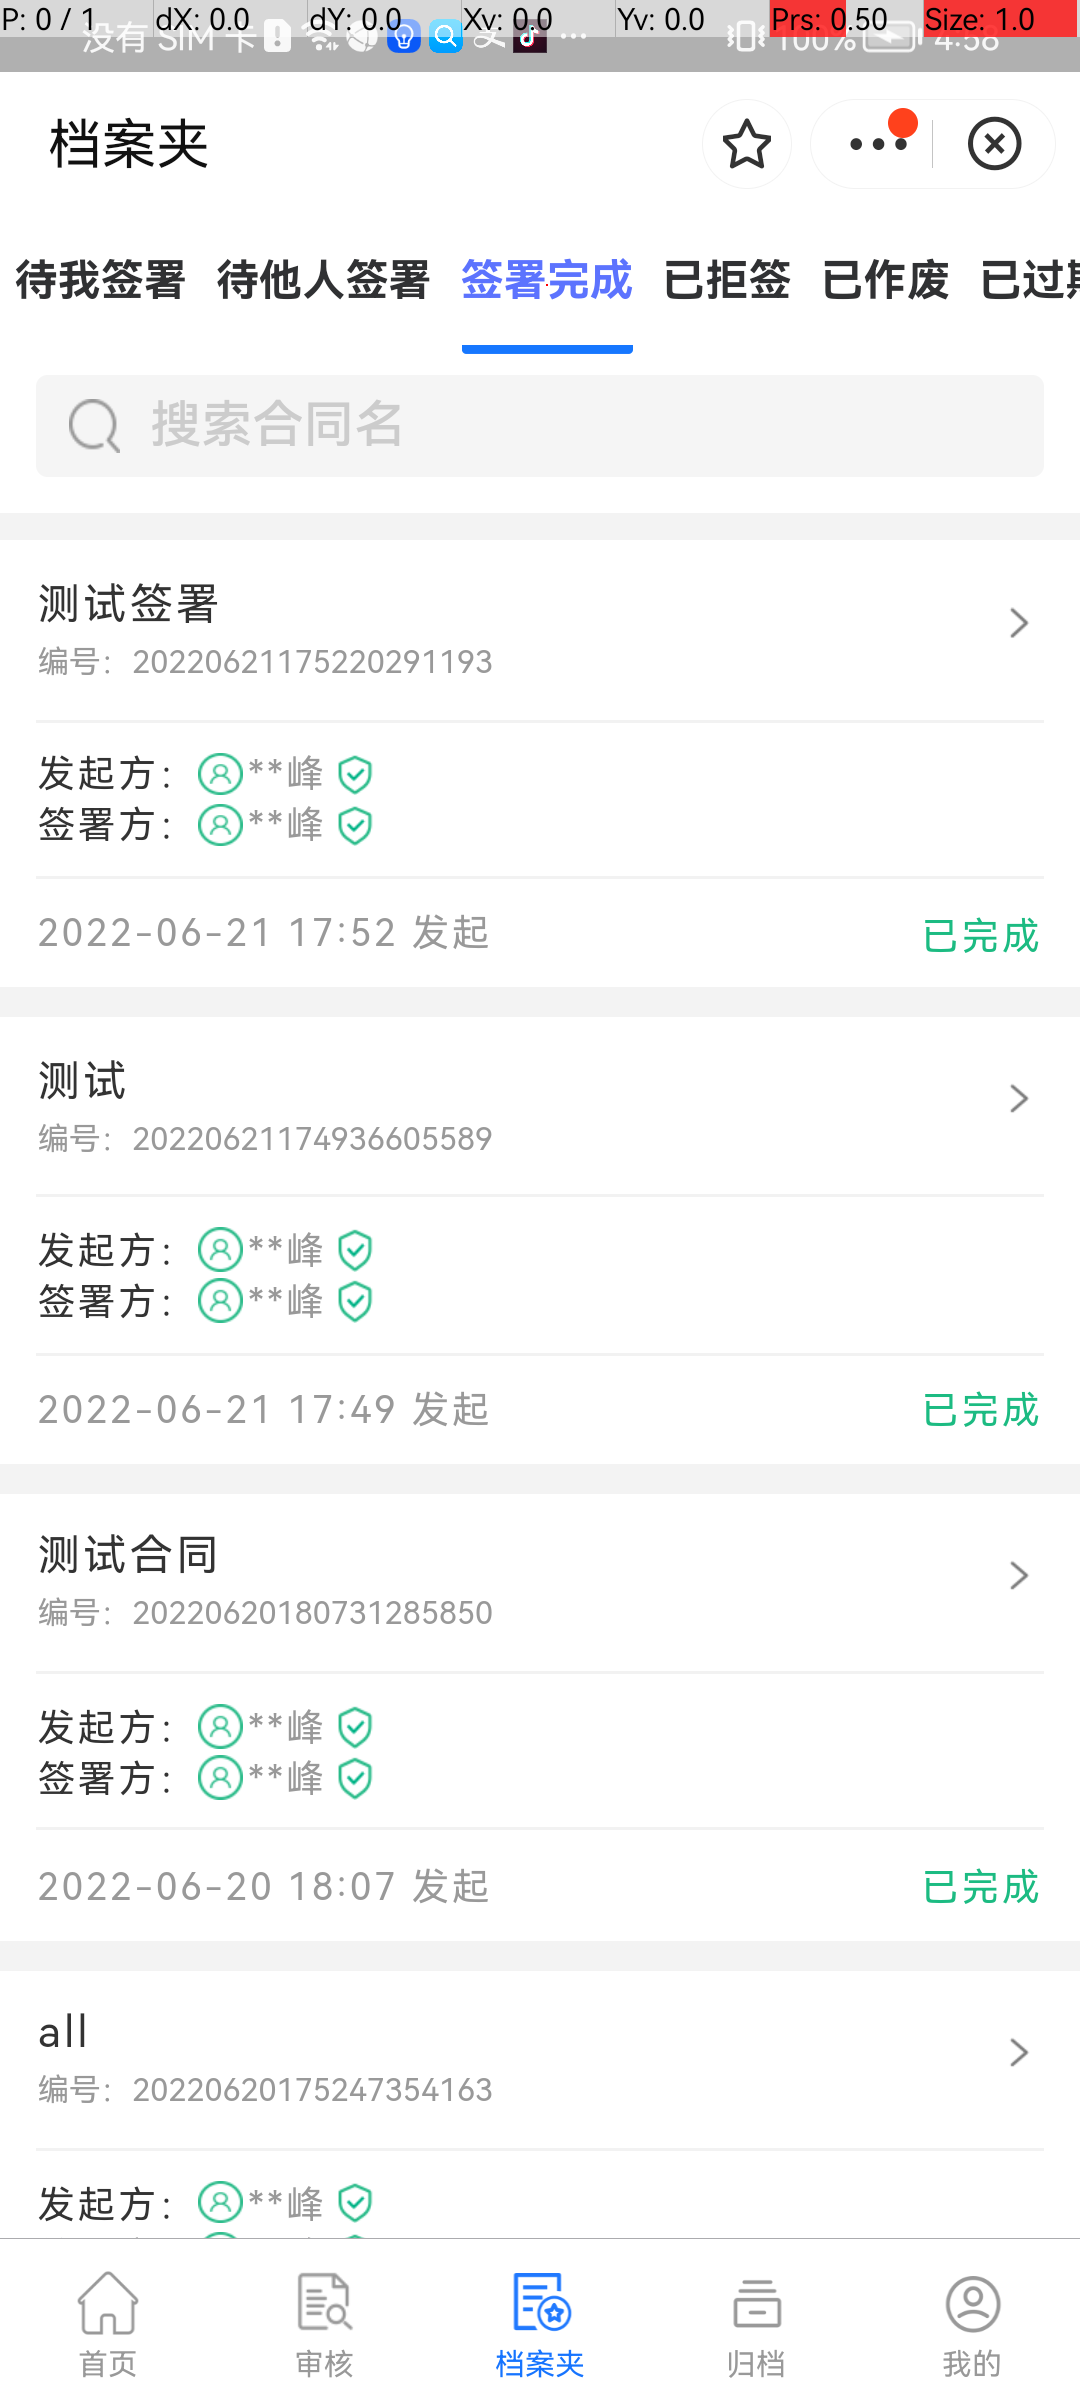 P: 0 / 1 dX: 0.0 dY: 0.0 Xv: 0.0 Yv: 0.0 Prs: 0.50 Size: 1.0
没有 SIM 卡 100% 4:58
档案夹
待我签署 待他人签署 签署完成 已拒签 已作废 已过期
搜索合同名
测试签署
编号: 20220621175220291193
发起方: **峰
签署方: **峰
2022-06-21 17:52 发起 已完成
测试
编号: 20220621174936605589
发起方: **峰
签署方: **峰
2022-06-21 17:49 发起 已完成
测试合同
编号: 20220620180731285850
发起方: **峰
签署方: **峰
2022-06-20 18:07 发起 已完成
all
编号: 20220620175247354163
发起方: **峰
首页 审核 档案夹 归档 我的